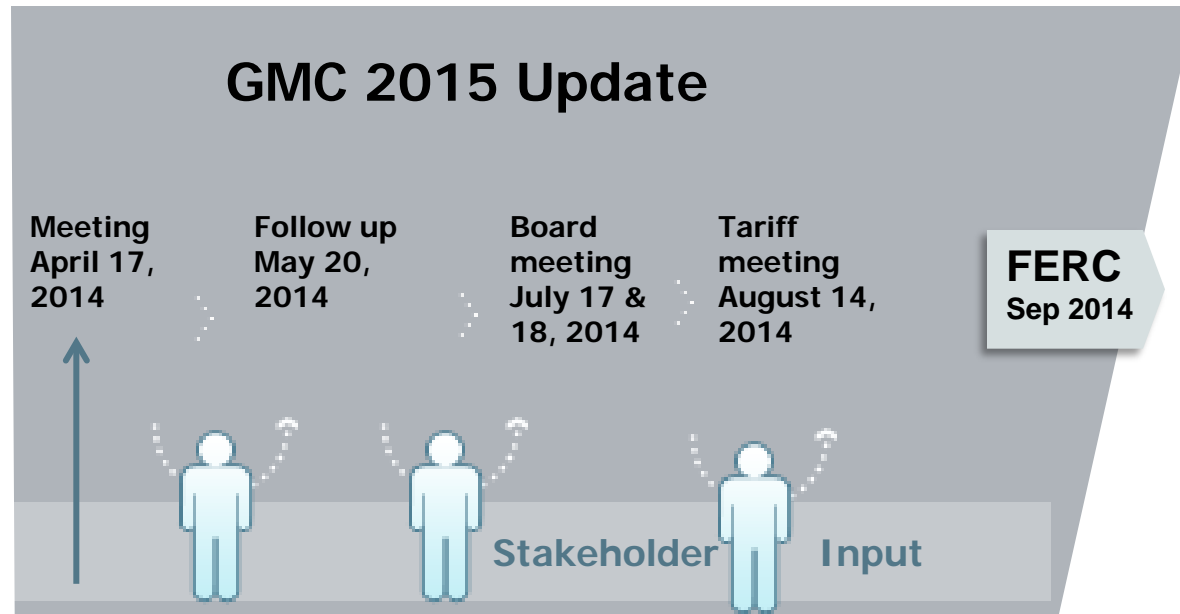 GMC 2015 Update
Meeting
April 17,
2014
Follow up
May 20,
2014
Board
meeting
July 17 &
18, 2014
Tariff
meeting
August 14,
2014
FERC
Sep 2014
Stakeholder Input